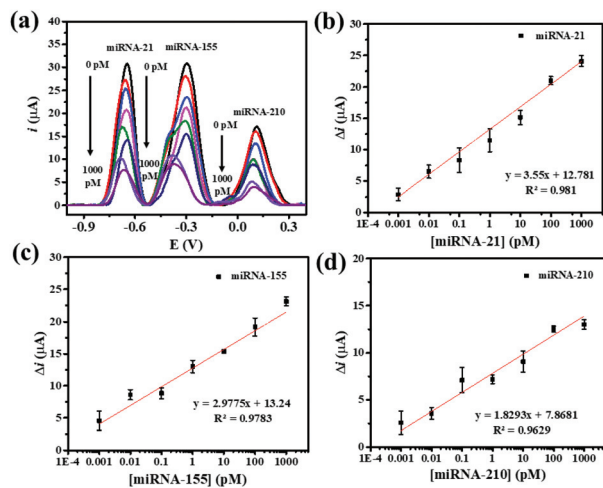 (a)
miRNA-21
miRNA-155
0 pM
0 pM
miRNA-210
0 pM
1000
pM
1000
pM
1000
pM
35
30
25
20
15
10
5
0
i (μA)
-0.9
-0.6
-0.3
0.0
0.3
E (V)
(b)
miRNA-21
30
25
20
15
10
5
0
Δi (μA)
y = 3.55x + 12.781
R² = 0.981
1E-4
0.001
0.01
0.1
1
10
100
1000
[miRNA-21] (pM)
(c)
miRNA-155
30
25
20
15
10
5
0
Δi (μA)
y = 2.9775x + 13.24
R² = 0.9783
1E-4
0.001
0.01
0.1
1
10
100
1000
[miRNA-155] (pM)
(d)
miRNA-210
20
15
10
5
0
Δi (μA)
y = 1.8293x + 7.8681
R² = 0.9629
1E-4
0.001
0.01
0.1
1
10
100
1000
[miRNA-210] (pM)